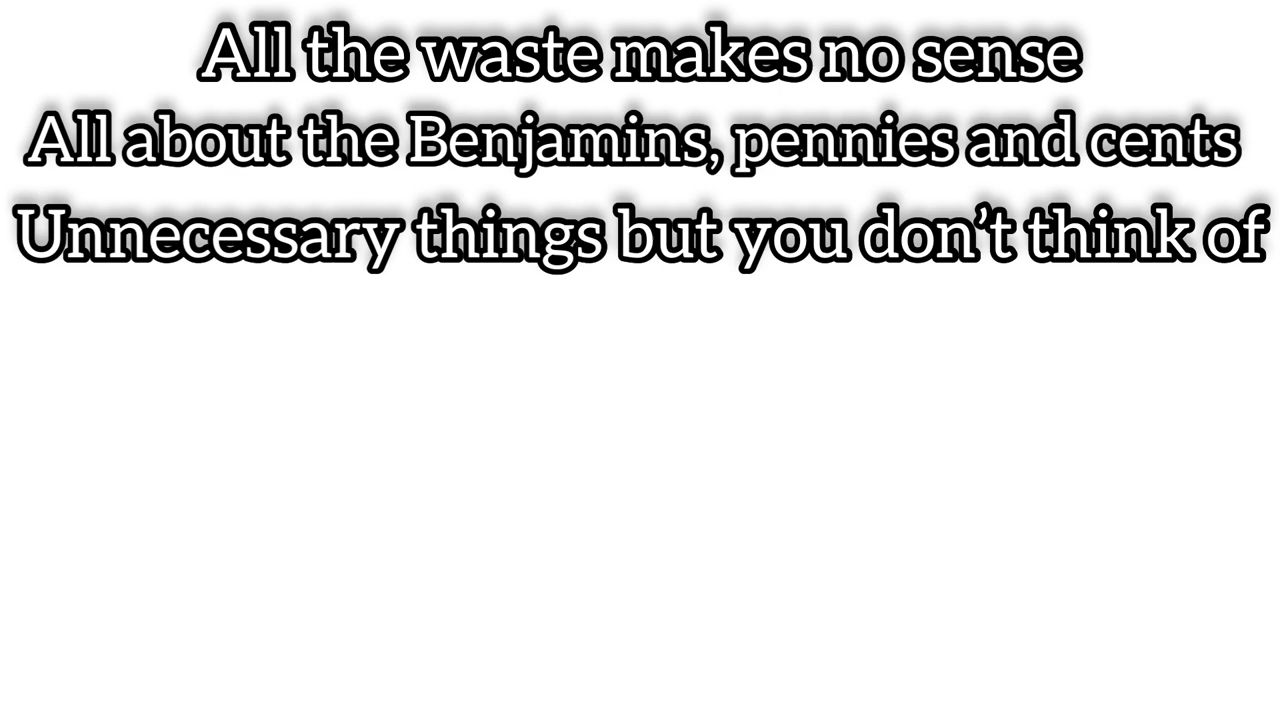 All the waste makes no sense
All about the Benjamins, pennies and cents
Unnecessary things but you don’t think of